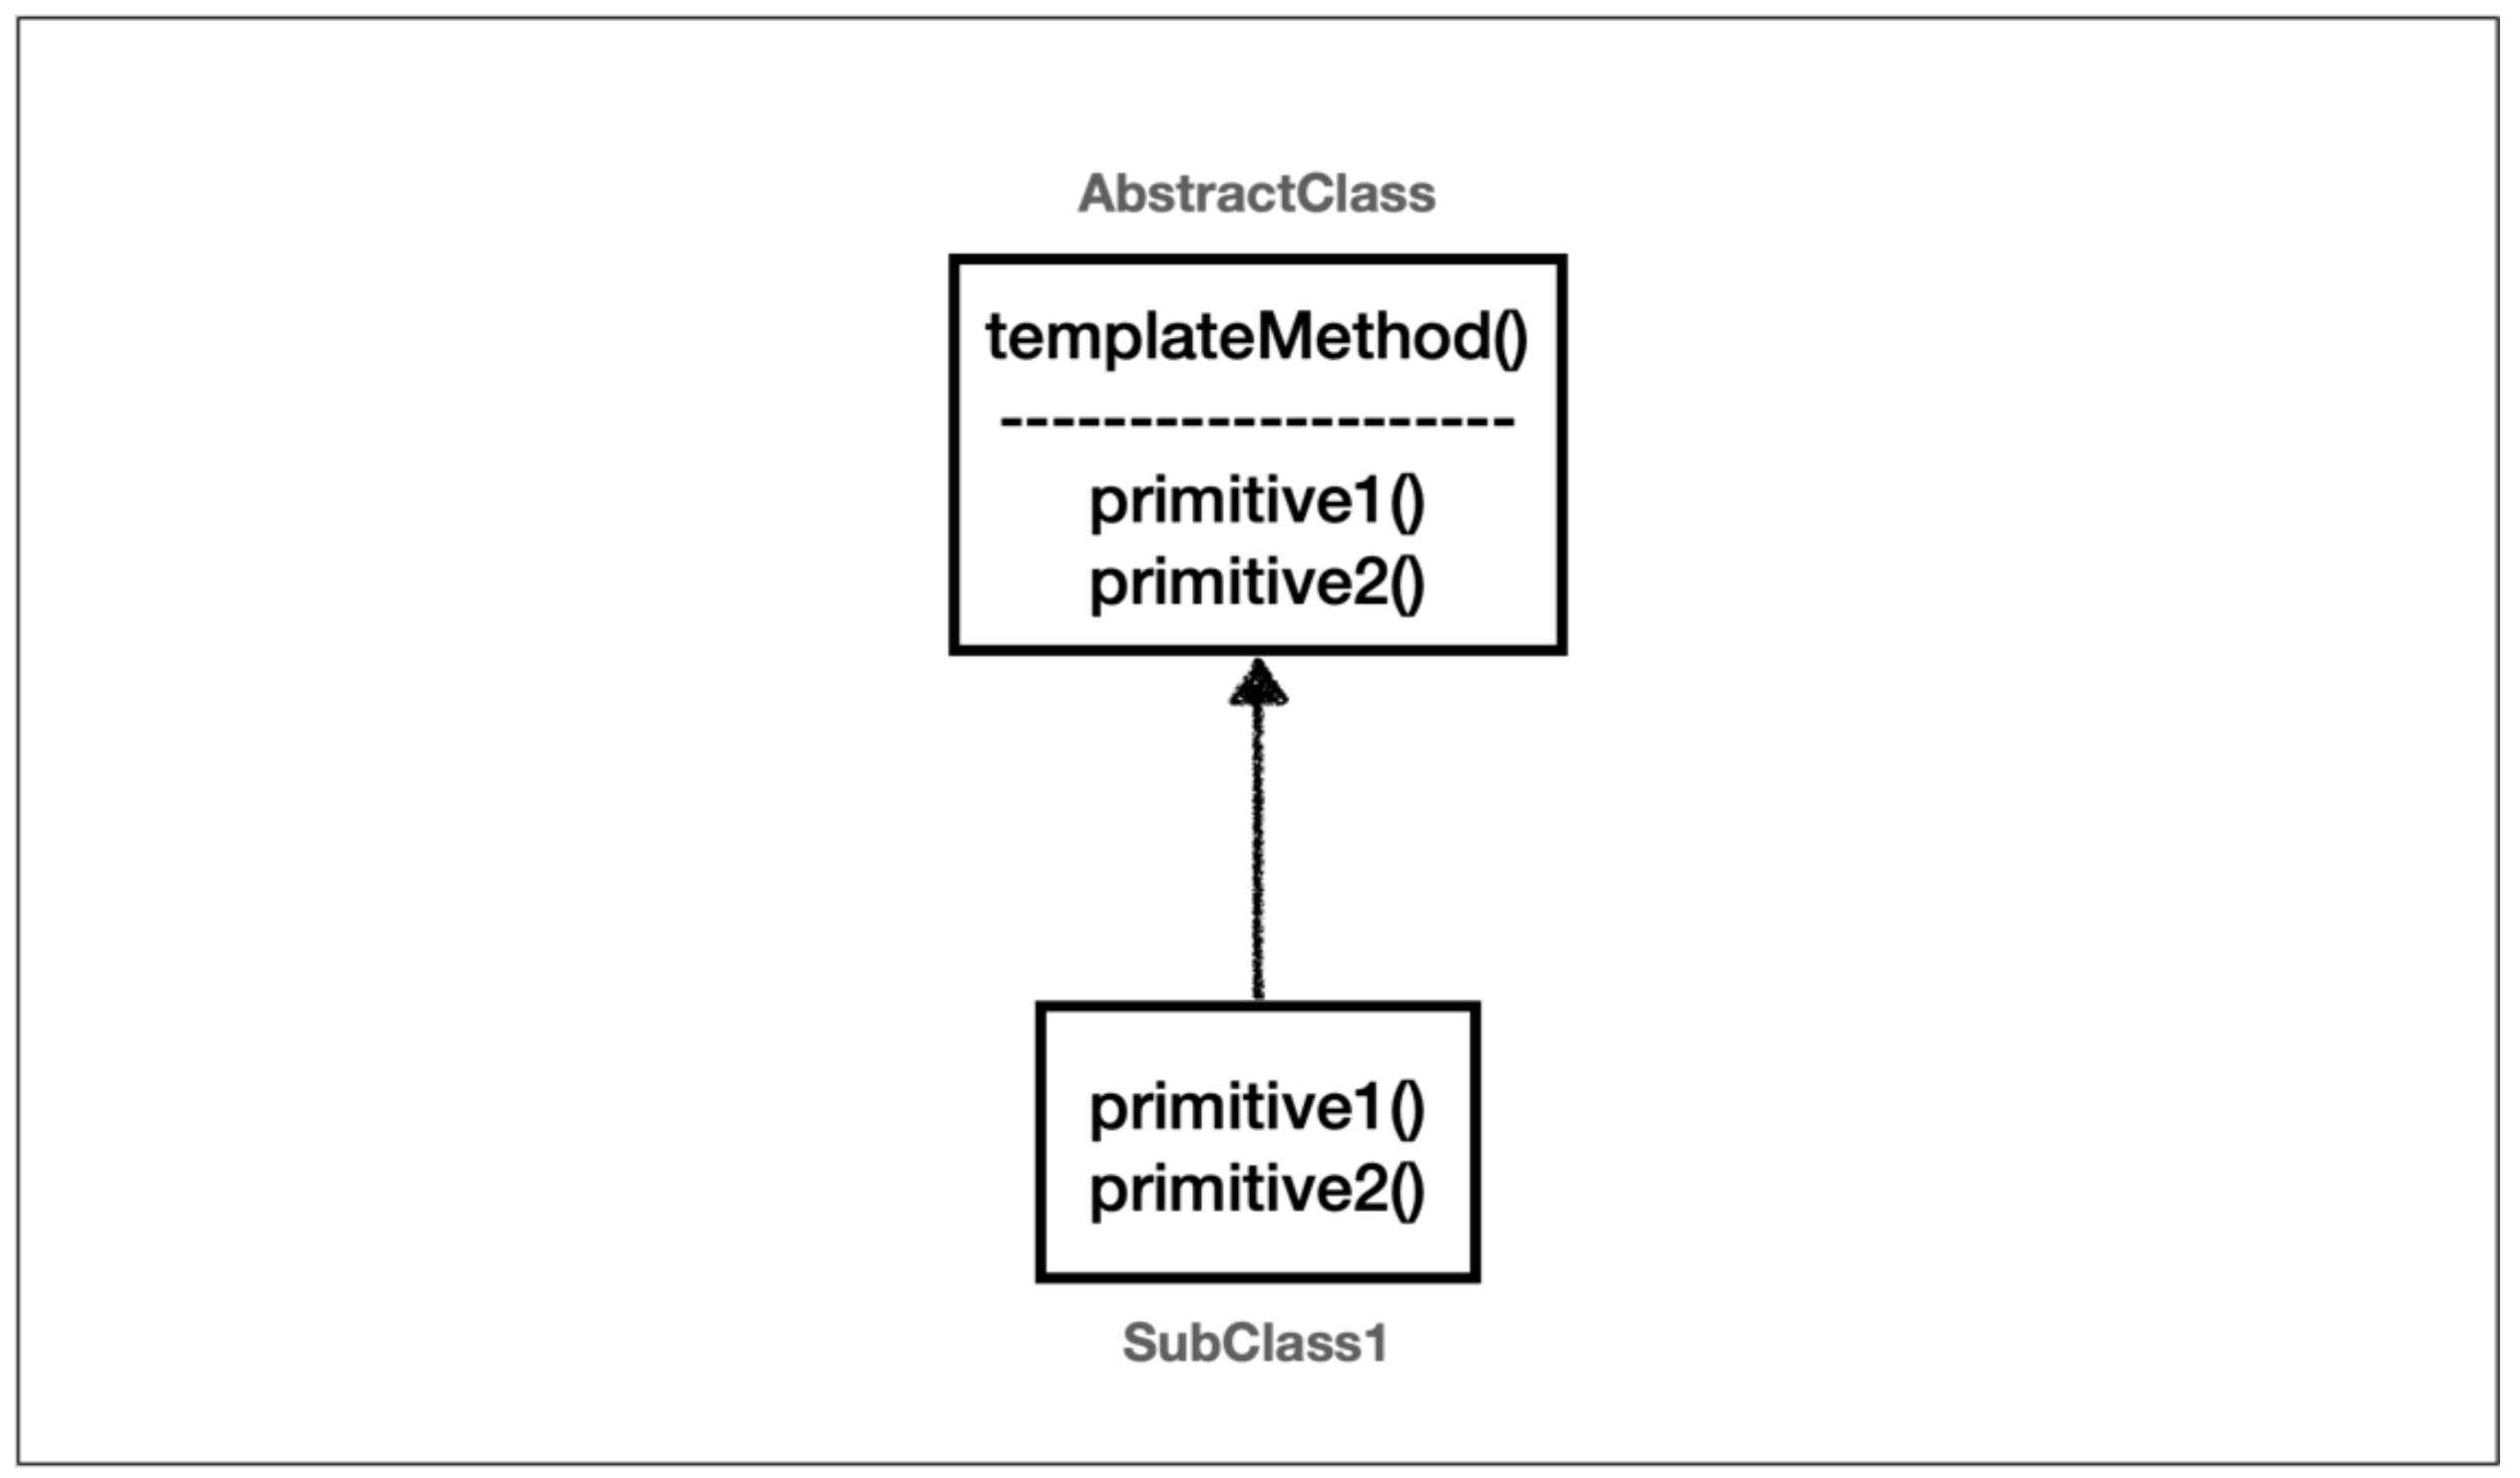 AbstractClass
templateMethod()
--------------------
primitive1()
primitive2()
primitive1()
primitive2()
SubClass1